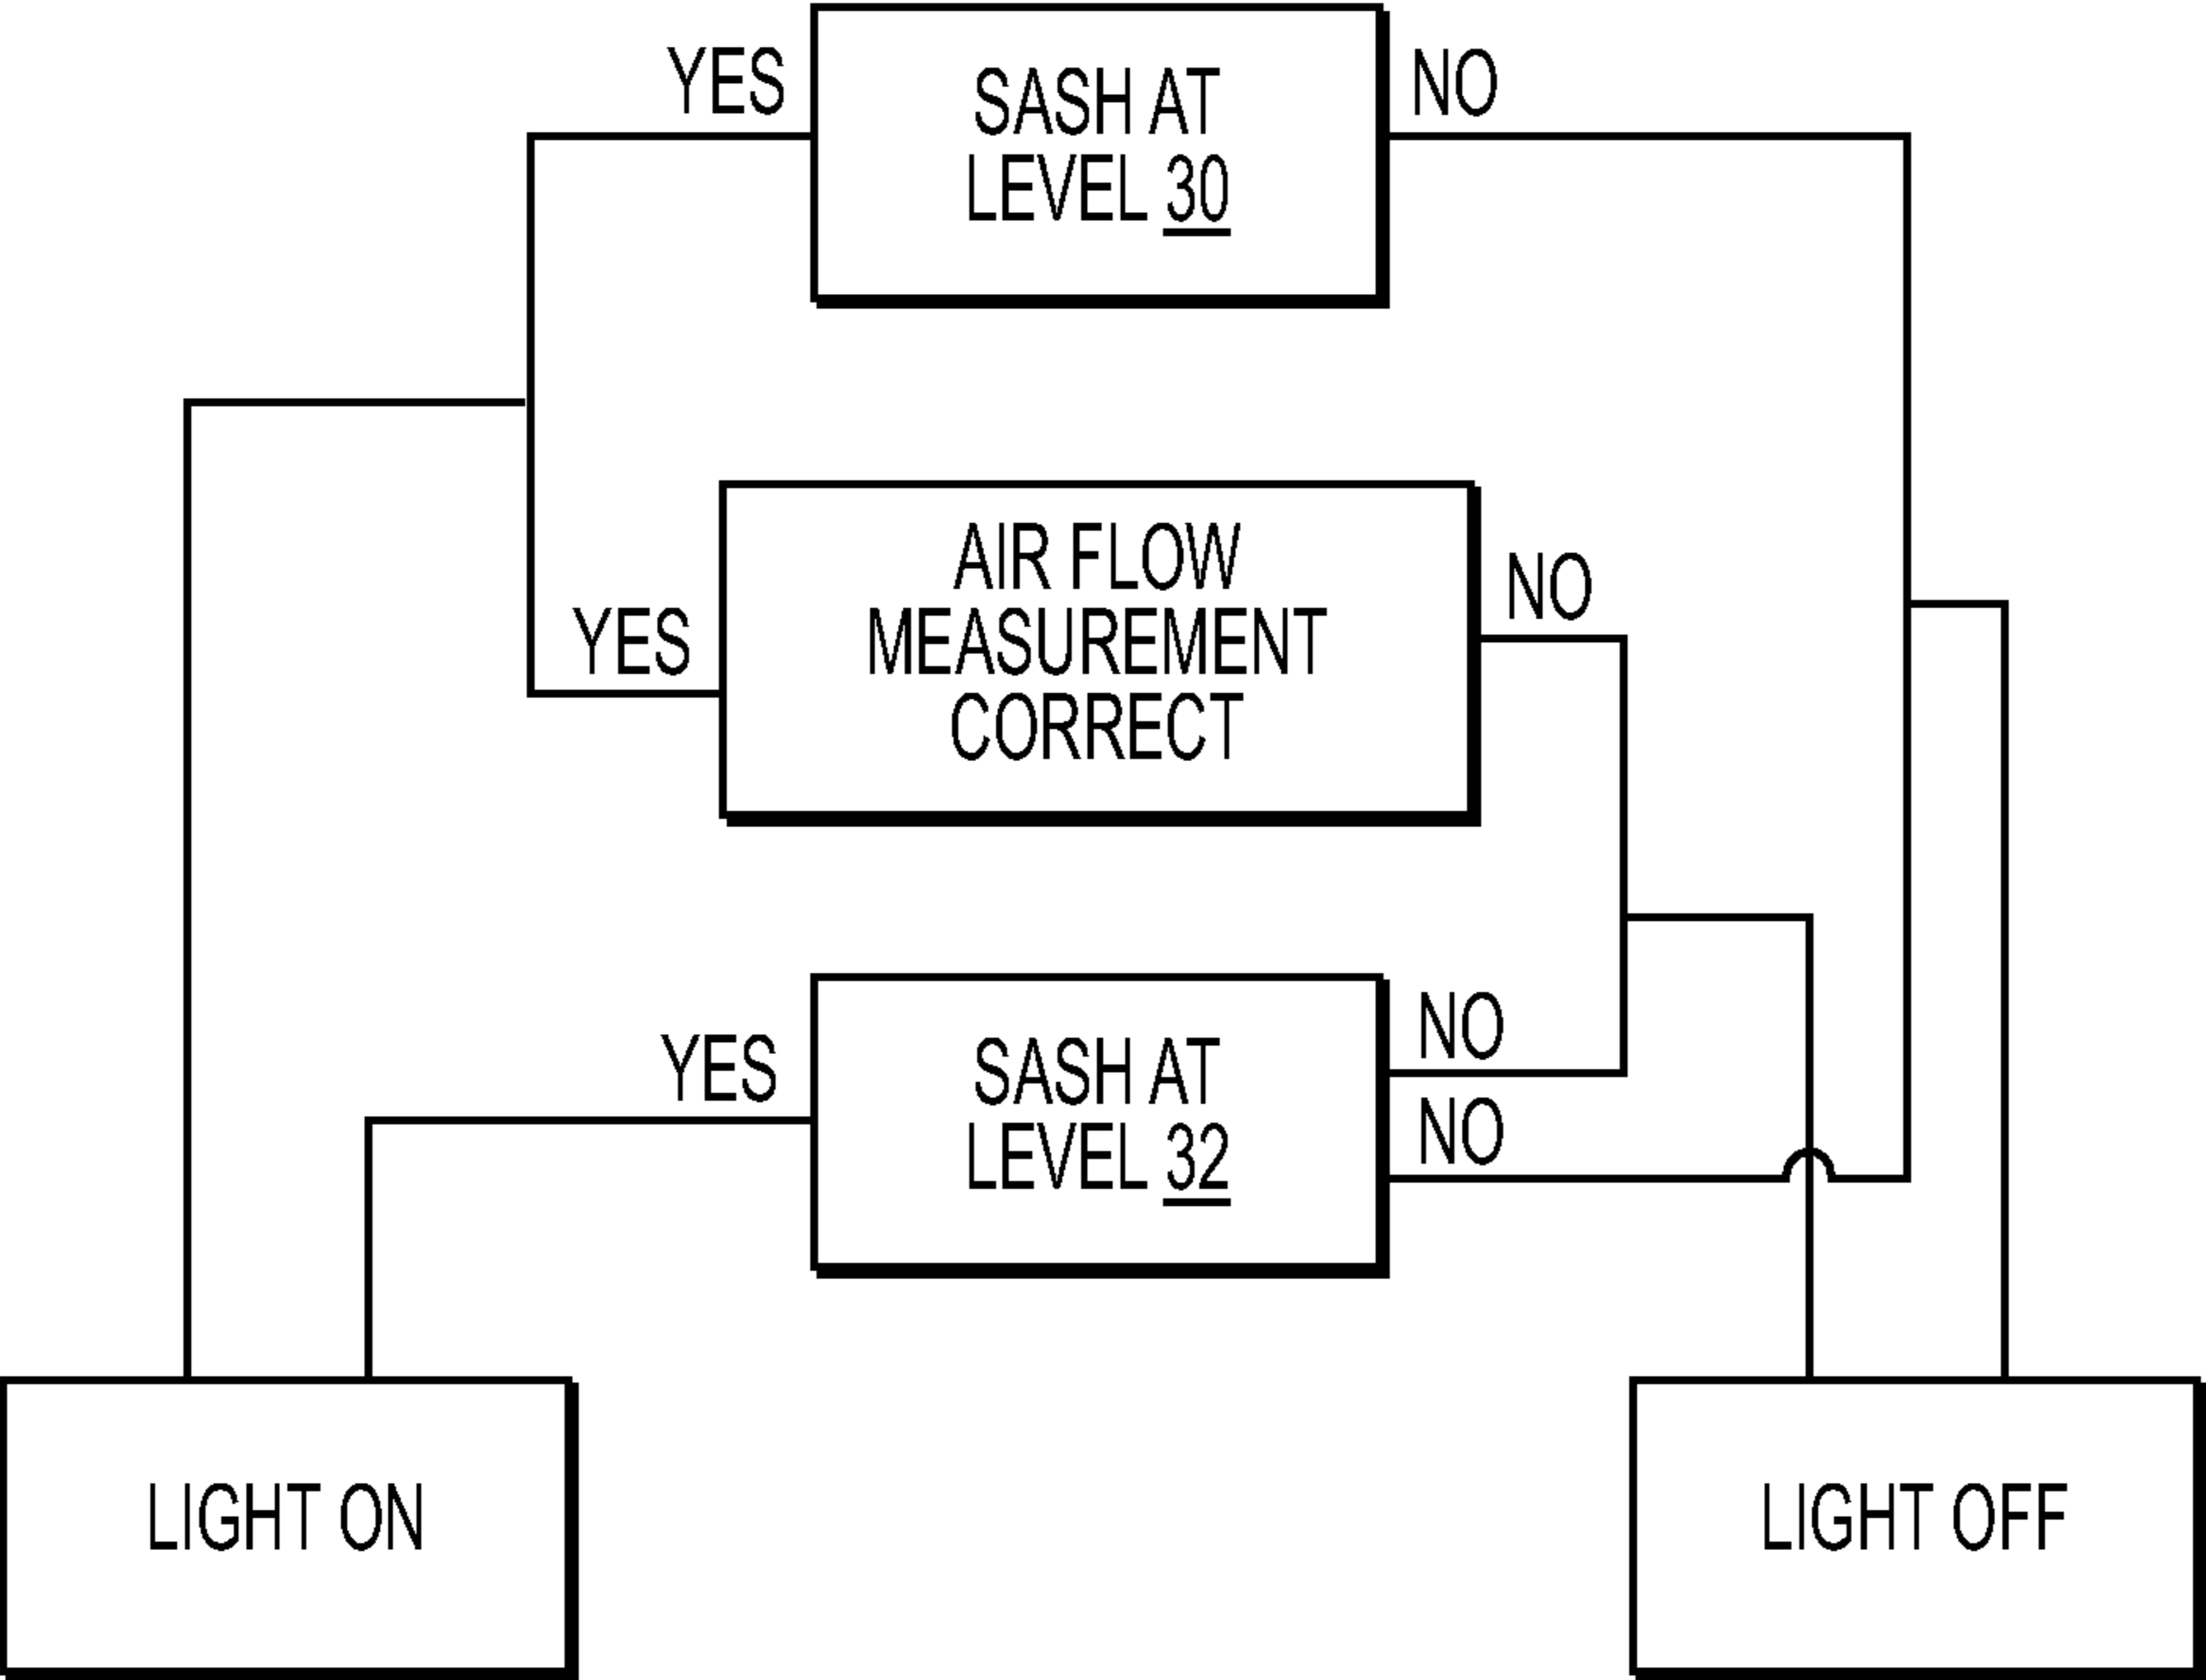 YES
SASH AT
LEVEL 30
NO
AIR FLOW
MEASUREMENT
CORRECT
YES
NO
YES
SASH AT
LEVEL 32
NO
NO
LIGHT ON
LIGHT OFF